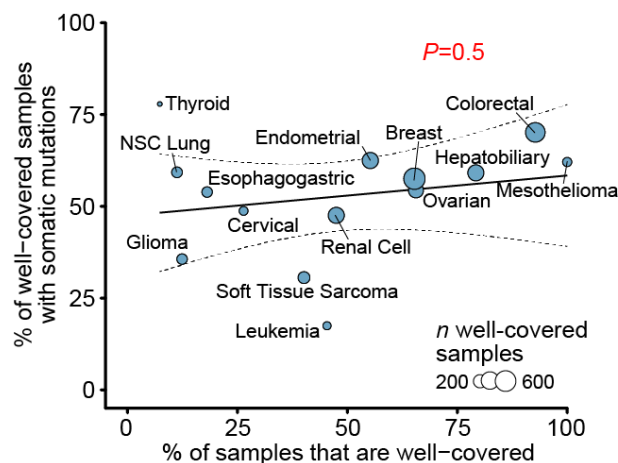 100
P=0.5
Colorectal
Thyroid
75
Breast
Endometrial
NSC Lung
Hepatobiliary
Esophagogastric
Mesothelioma
50
Ovarian
Cervical
Glioma
Renal Cell
Soft Tissue Sarcoma
25
Leukemia
n well-covered
samples
200 600
0
% of well-covered samples
with somatic mutations
0 25 50 75 100
% of samples that are well−covered